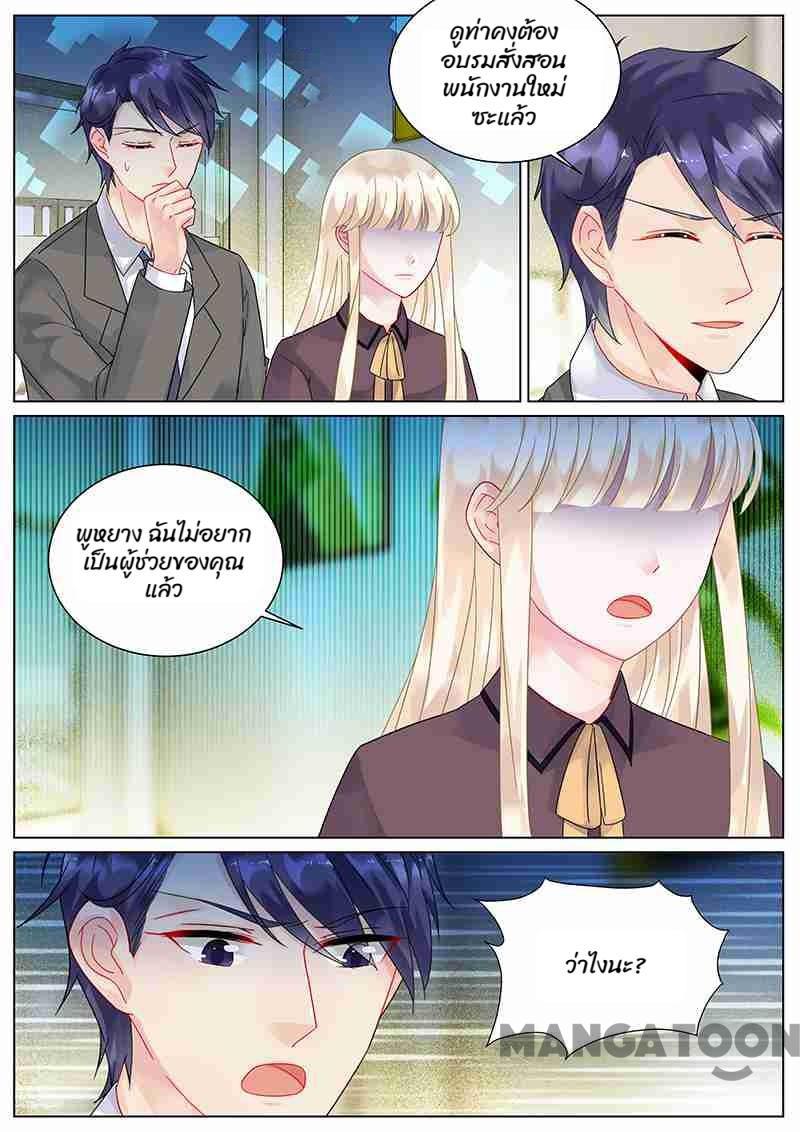 ดูท่าคงต้อง
อบรมสั่งสอน
พนักงานใหม่
ซะแล้ว
พูหยาง ฉันไม่อยาก
เป็นผู้ช่วยของคุณ
แล้ว
ว่าไงนะ?
MANGATOON